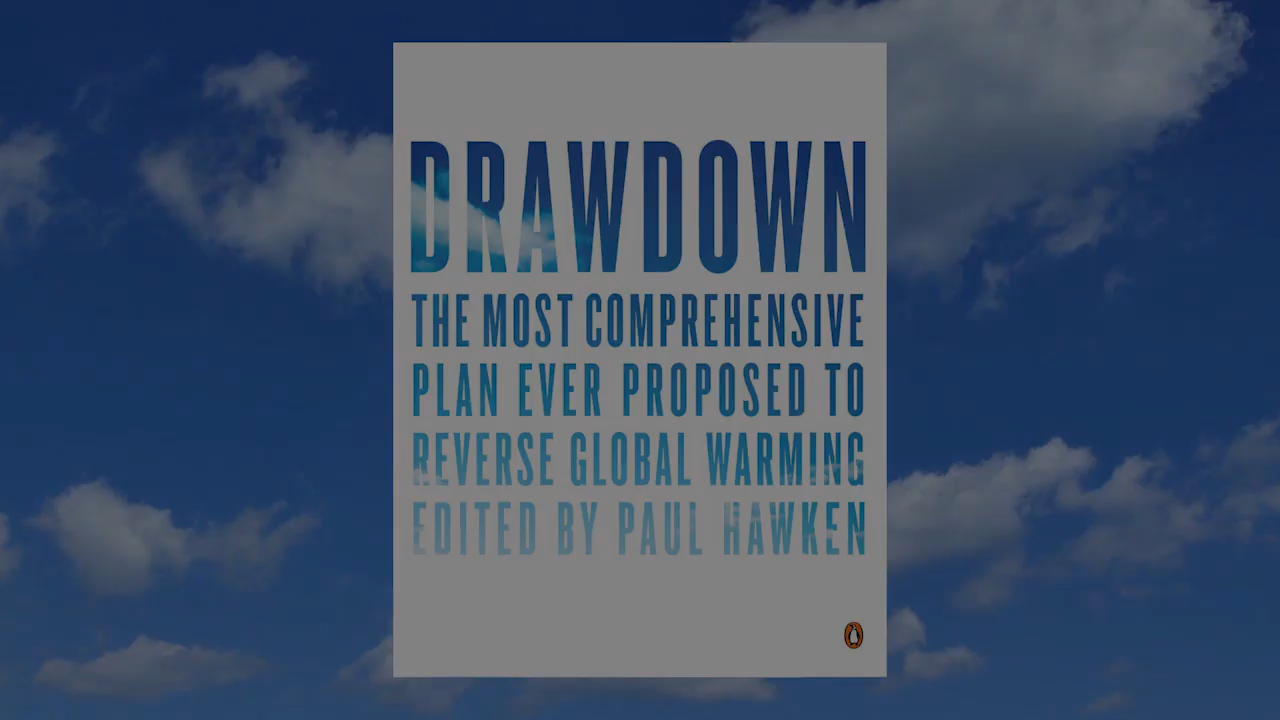 DRAWDOWN
THE MOST COMPREHENSIVE
PLAN EVER PROPOSED TO
REVERSE GLOBAL WARMING
EDITED BY PAUL HAWKEN